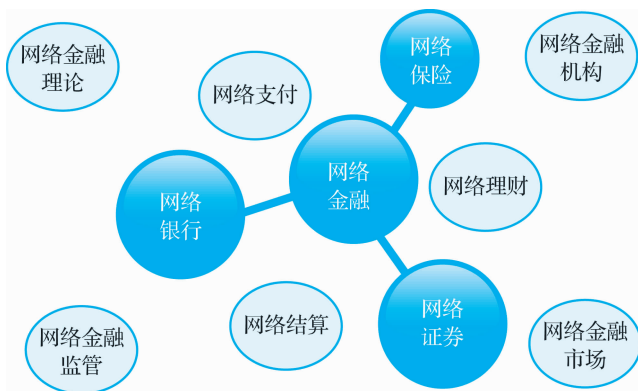 网络金融
理论
网络支付
网络
保险
网络金融
机构
网络
银行
网络
金融
网络理财
网络金融
监管
网络结算
网络
证券
网络金融
市场